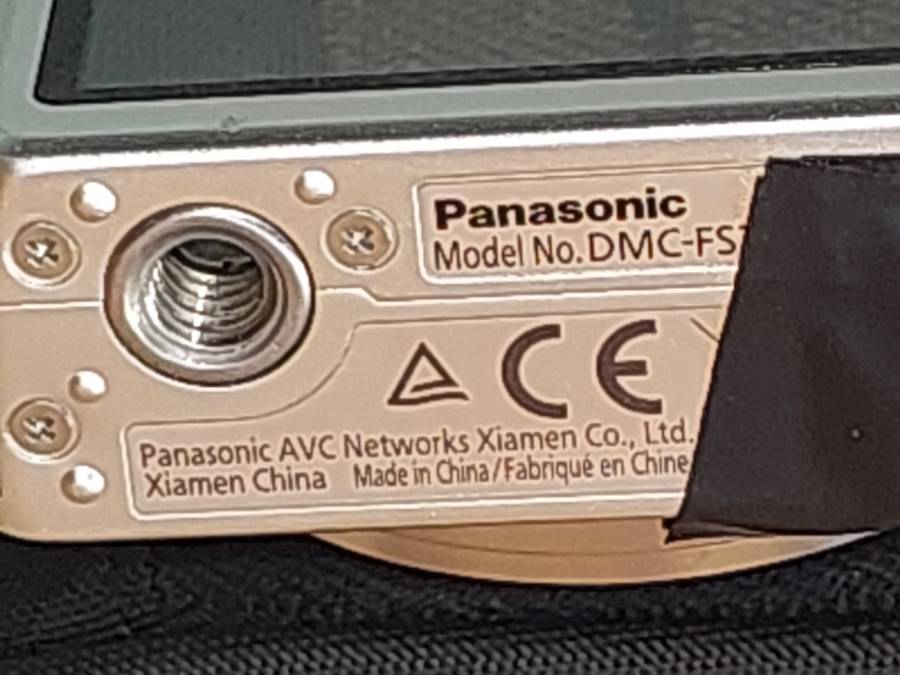 Panasonic
Model No. DMC-FS
CE
Panasonic AVC Networks Xiamen Co., Ltd.
Xiamen China Made in China/Fabriqué en Chine